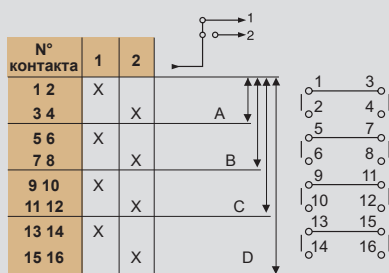 1
2
N°
контакта 1 2
1 2 X
3 4 X A
5 6 X
7 8 X B
9 10 X
11 12 X C
13 14 X
15 16 X D
1 3
2 4
5 7
6 8
9 11
10 12
13 15
14 16